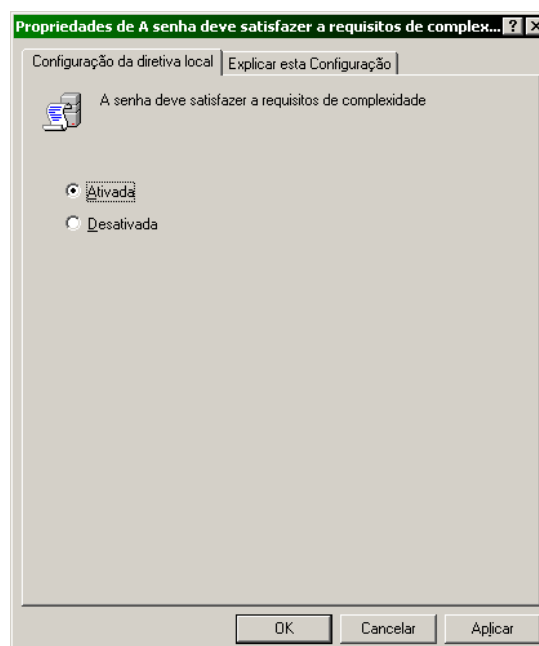 Propriedades de A senha deve satisfazer a requisitos de complex...
Configuração da diretiva local
Explicar esta Configuração
A senha deve satisfazer a requisitos de complexidade
Ativada
Desativada
OK
Cancelar
Aplicar